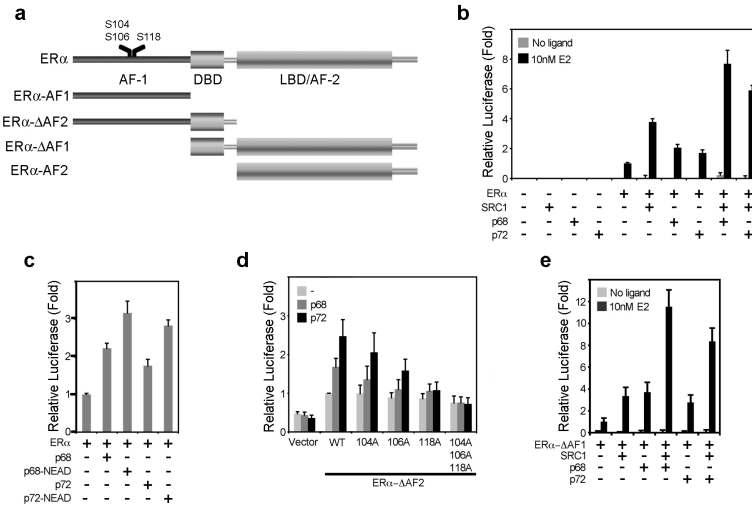 a
S104
S106 S118
ERα
AF-1 DBD LBD/AF-2
ERα-AF1
ERα-ΔAF2
ERα-ΔAF1
ERα-AF2
b
No ligand
10nM E2
Relative Luciferase (Fold)
8
6
4
2
0
ERα - - - - + + + + + +
SRC1 - + - - - + - - + +
p68 - - + - - - + - + -
p72 - - - + - - - + - +
c
Relative Luciferase (Fold)
4
3
2
1
0
ERα + + + + +
p68 - + - - -
p68-NEAD - - + - -
p72 - - - + -
p72-NEAD - - - - +
d
-
p68
p72
Relative Luciferase (Fold)
3
2
1
0
Vector WT 104A 106A 118A 104A
106A
118A
ERα-ΔAF2
e
No ligand
10nM E2
Relative Luciferase (Fold)
12
10
8
6
4
2
0
ERα-ΔAF1 + + + + + +
SRC1 - + - + - +
p68 - - + + - -
p72 - - - - + +